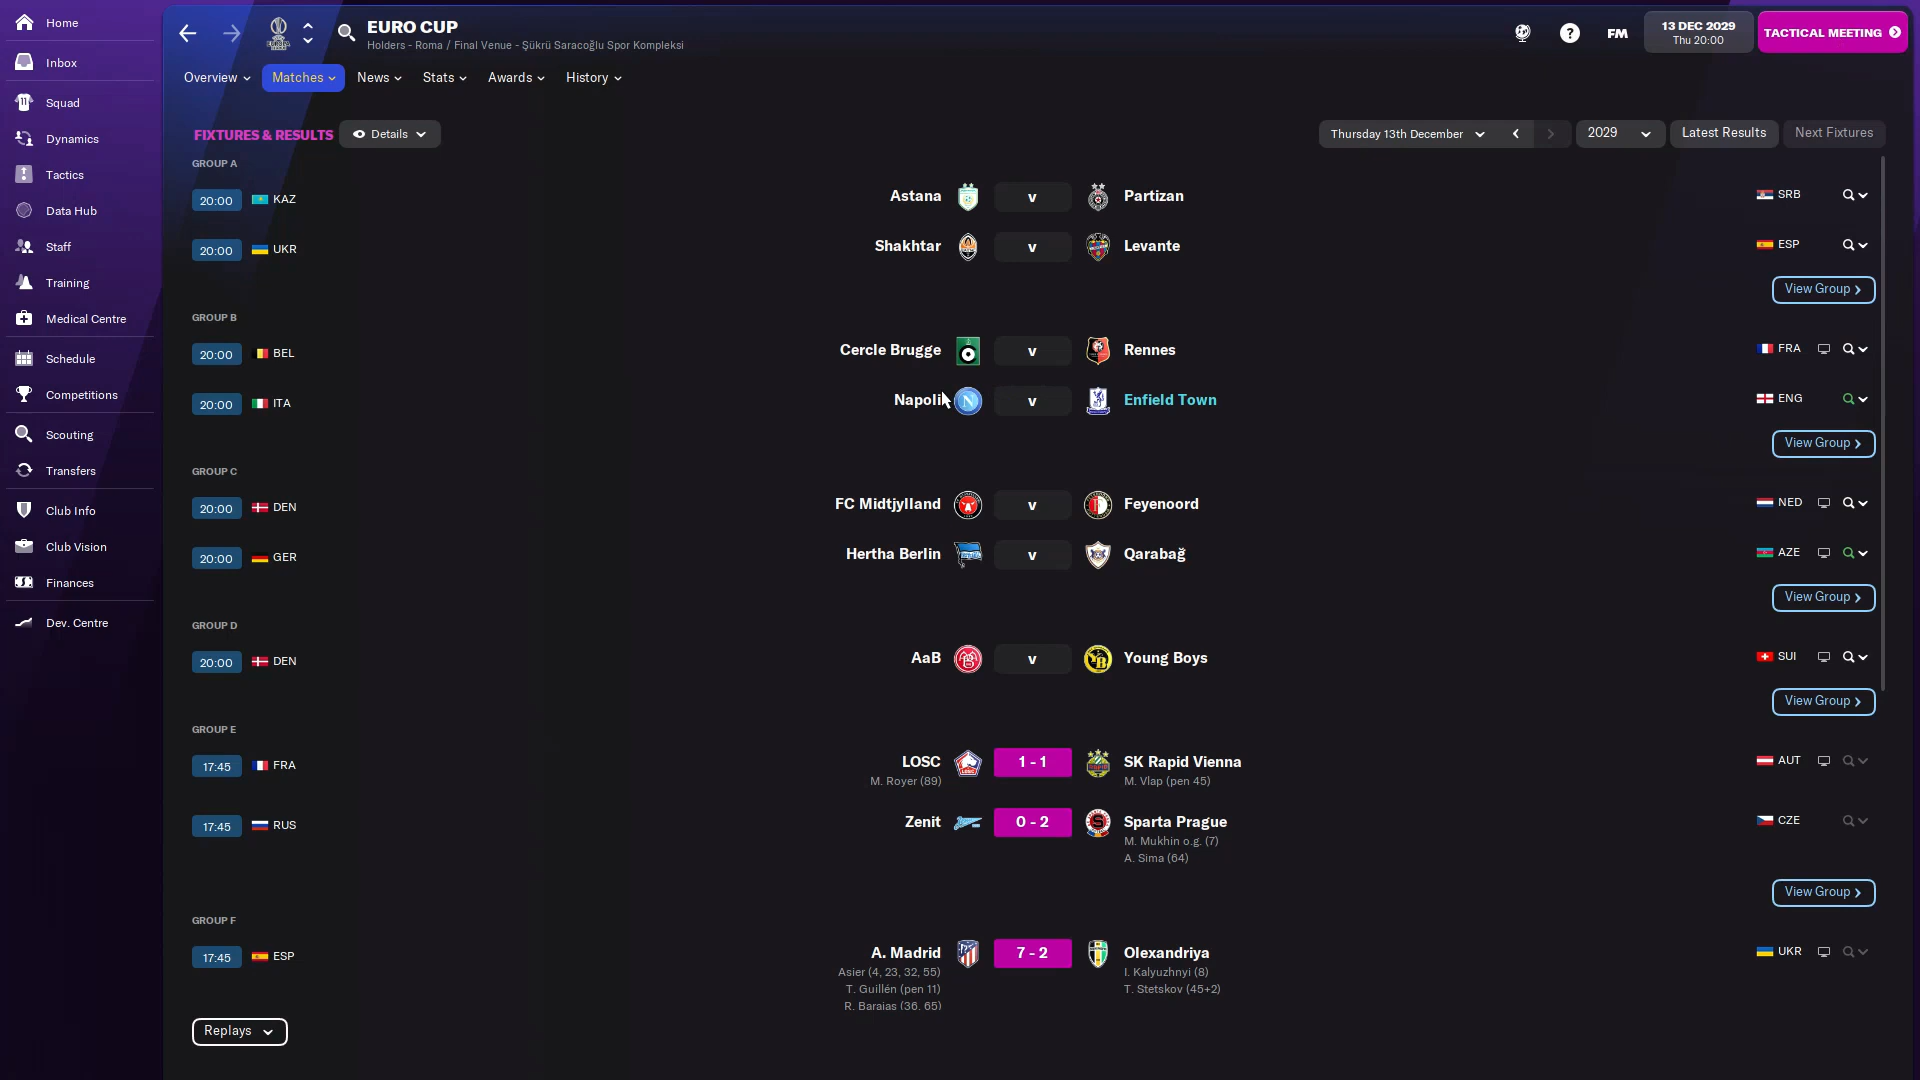 Home
Inbox
Squad
Dynamics
Tactics
Data Hub
Staff
Training
Medical Centre
Schedule
Competitions
Scouting
Transfers
Club Info
Club Vision
Finances
Dev. Centre
EURO CUP
Holders - Roma / Final Venue - Şükrü Saracoğlu Spor Kompleksi
FM
13 DEC 2029
Thu 20:00
TACTICAL MEETING
Overview Matches News Stats Awards History
FIXTURES & RESULTS Details Thursday 13th December 2029 Latest Results Next Fixtures
GROUP A
20:00 KAZ Astana v Partizan SRB
20:00 UKR Shakhtar v Levante ESP
View Group
GROUP B
20:00 BEL Cercle Brugge v Rennes FRA
20:00 ITA Napoli v Enfield Town ENG
View Group
GROUP C
20:00 DEN FC Midtjylland v Feyenoord NED
20:00 GER Hertha Berlin v Qarabağ AZE
View Group
GROUP D
20:00 DEN AaB v Young Boys SUI
View Group
GROUP E
17:45 FRA LOSC 1 - 1 SK Rapid Vienna AUT
M. Royer (89) M. Vlap (pen 45)
17:45 RUS Zenit 0 - 2 Sparta Prague CZE
M. Mukhin o.g. (7)
A. Sima (64)
View Group
GROUP F
17:45 ESP A. Madrid 7 - 2 Olexandriya UKR
Asier (4, 23, 32, 55) I. Kalyuzhnyi (8)
T. Guillén (pen 11) T. Stetskov (45+2)
R. Barajas (36, 65)
Replays